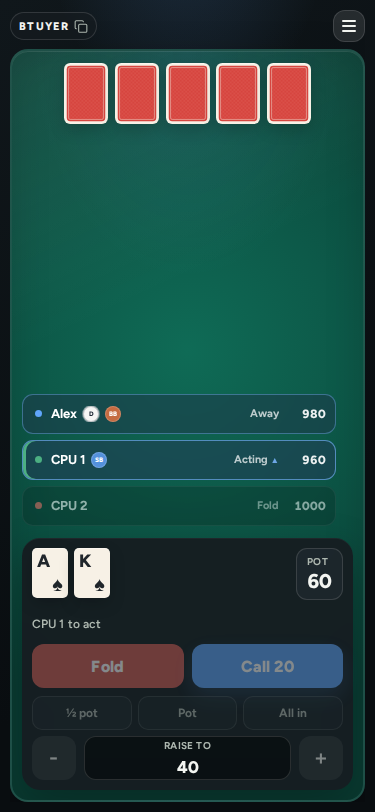 BTUYER
Alex D BB Away 980
CPU 1 SB Acting ▲ 960
CPU 2 Fold 1000
A K
POT
60
CPU 1 to act
Fold Call 20
½ pot Pot All in
RAISE TO
- 40 +